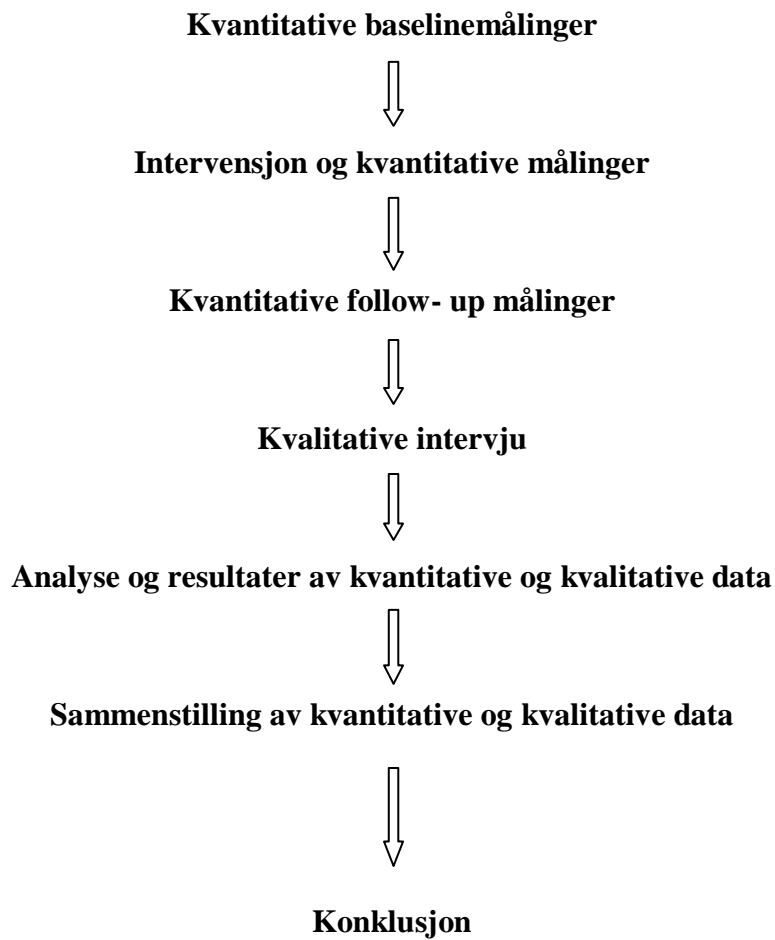 Kvantitative baselinemålinger
Intervensjon og kvantitative målinger
Kvantitative follow- up målinger
Kvalitative intervju
Analyse og resultater av kvantitative og kvalitative data
Sammenstilling av kvantitative og kvalitative data
Konklusjon